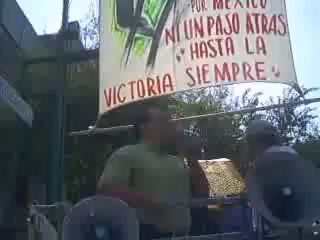 POR MEXICO
NI UN PASO ATRAS
HASTA LA
VICTORIA SIEMPRE